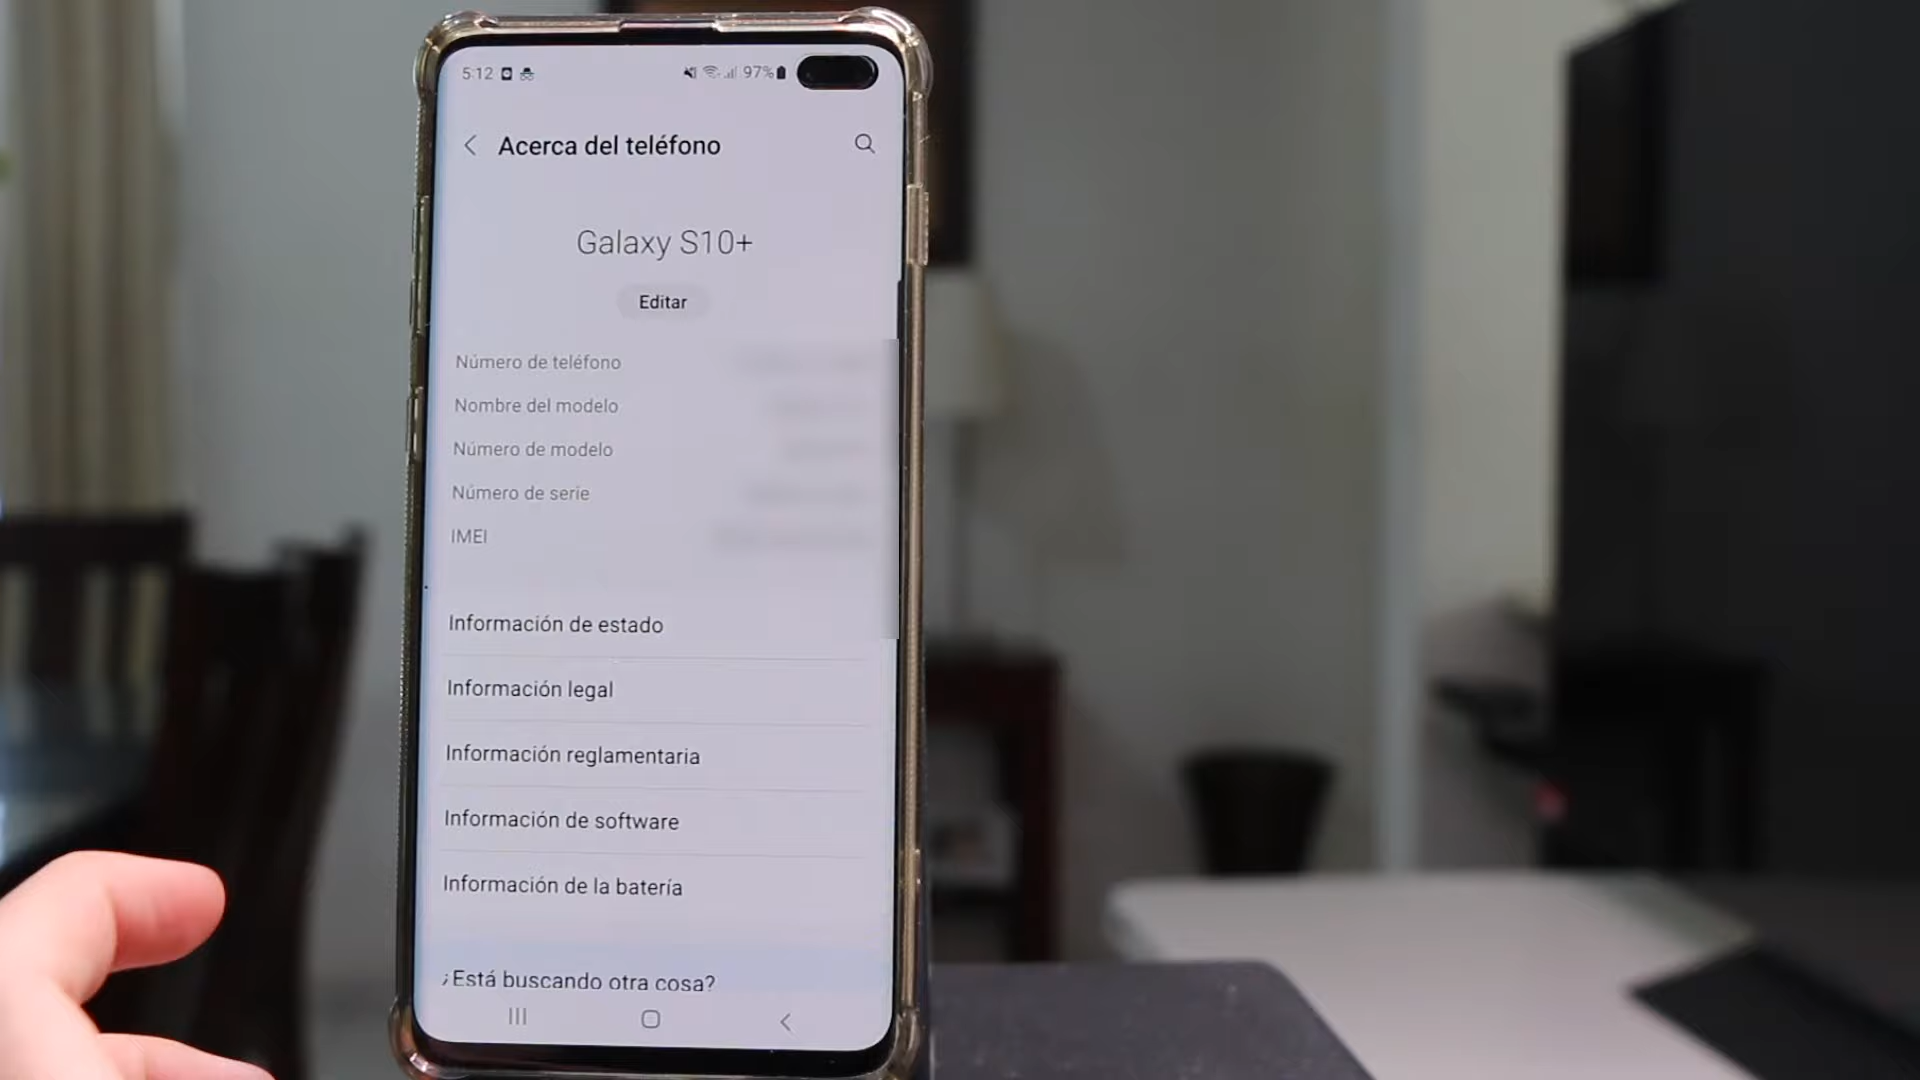 5:12 97%
Acerca del teléfono
Galaxy S10+
Editar
Número de teléfono
Nombre del modelo
Número de modelo
Número de serie
IMEI
Información de estado
Información legal
Información reglamentaria
Información de software
Información de la batería
¿Está buscando otra cosa?